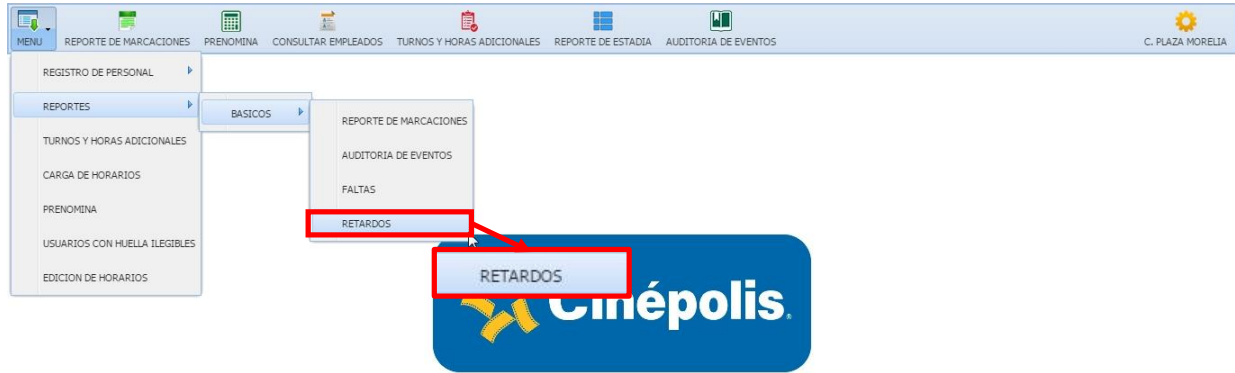 MENU REPORTE DE MARCACIONES PRENOMINA CONSULTAR EMPLEADOS TURNOS Y HORAS ADICIONALES REPORTE DE ESTADIA AUDITORIA DE EVENTOS C. PLAZA MORELIA
REGISTRO DE PERSONAL
REPORTES
TURNOS Y HORAS ADICIONALES
CARGA DE HORARIOS
PRENOMINA
USUARIOS CON HUELLA ILEGIBLES
EDICION DE HORARIOS
BASICOS
REPORTE DE MARCACIONES
AUDITORIA DE EVENTOS
FALTAS
RETARDOS
RETARDOS
Cinépolis.